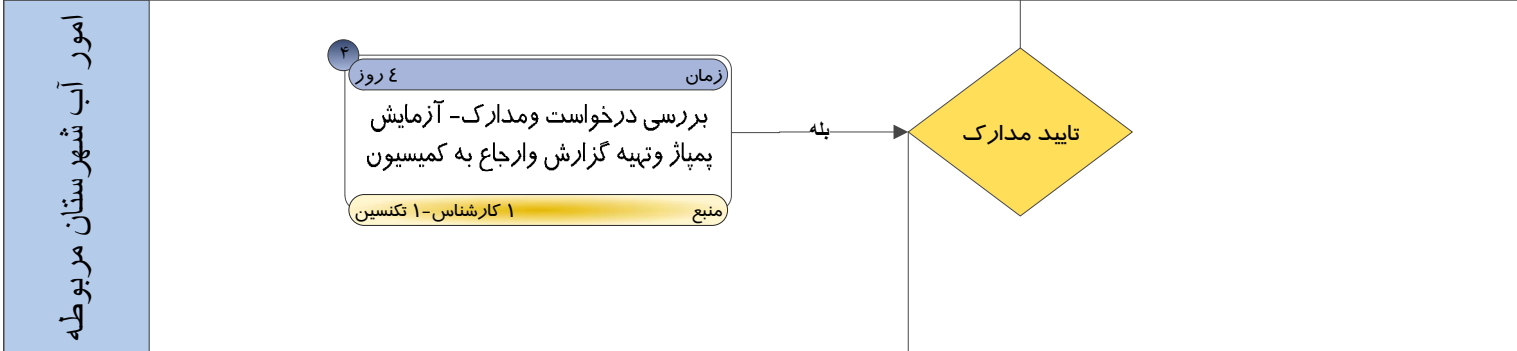 امور آب شهرستان مربوطه
۴
زمان ٤ روز
بررسی درخواست ومدارک- آزمایش
پمپاژ وتهیه گزارش وارجاع به کمیسیون
منبع ۱ کارشناس-۱ تکنسین
بله
تایید مدارک